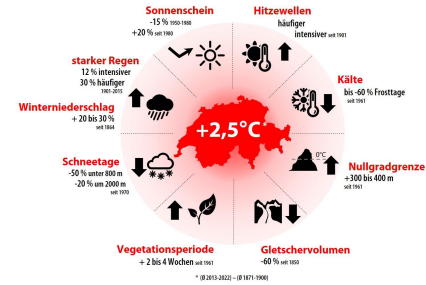 Sonnenschein
-15 % 1950-1980
+20 % seit 1980
Hitzewellen
häufiger
intensiver seit 1901
starker Regen
12 % intensiver
30 % häufiger
1901-2015
Kälte
bis -60 % Frosttage
seit 1961
Winterniederschlag
+ 20 bis 30 %
seit 1864
+2,5°C*
0°C
Nullgradgrenze
+300 bis 400 m
seit 1961
Schneetage
-50 % unter 800 m
-20 % um 2000 m
seit 1970
Vegetationsperiode
+ 2 bis 4 Wochen seit 1961
Gletschervolumen
-60 % seit 1850
* (Ø 2013-2022) – (Ø 1871-1900)